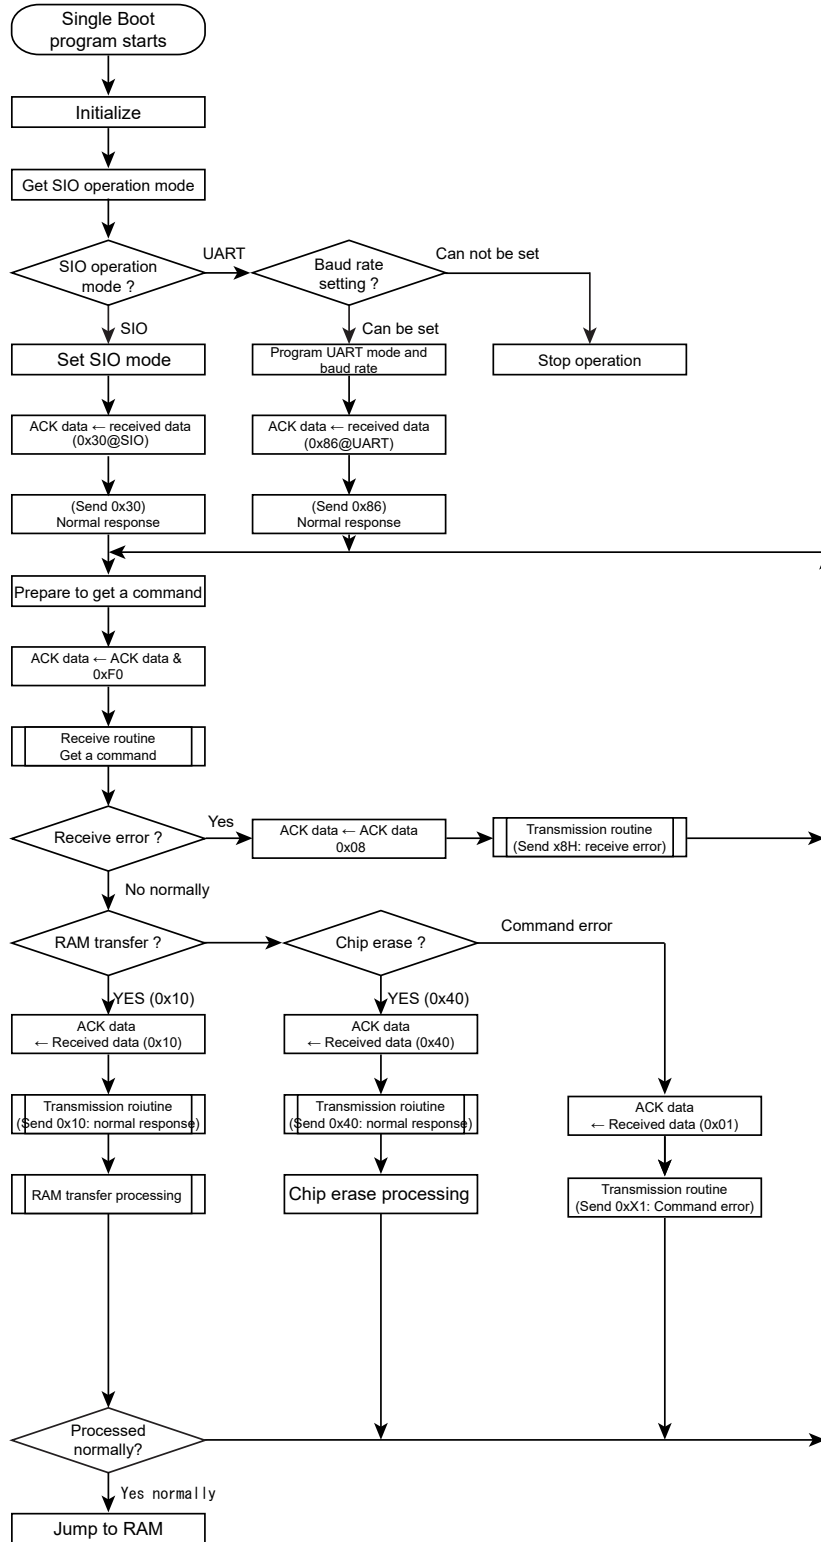 Single Boot
program starts
Initialize
Get SIO operation mode
SIO operation
mode ?
UART
Baud rate
setting ?
Can not be set
SIO
Can be set
Set SIO mode
Program UART mode and
baud rate
Stop operation
ACK data ← received data
(0x30@SIO)
ACK data ← received data
(0x86@UART)
(Send 0x30)
Normal response
(Send 0x86)
Normal response
Prepare to get a command
ACK data ← ACK data &
0xF0
Receive routine
Get a command
Receive error ?
Yes
ACK data ← ACK data
0x08
Transmission routine
(Send x8H: receive error)
No normally
RAM transfer ?
Chip erase ?
Command error
YES (0x10)
YES (0x40)
ACK data
← Received data (0x10)
ACK data
← Received data (0x40)
Transmission roiutine
(Send 0x10: normal response)
Transmission roiutine
(Send 0x40: normal response)
ACK data
← Received data (0x01)
RAM transfer processing
Chip erase processing
Transmission routine
(Send 0xX1: Command error)
Processed
normally?
Yes normally
Jump to RAM